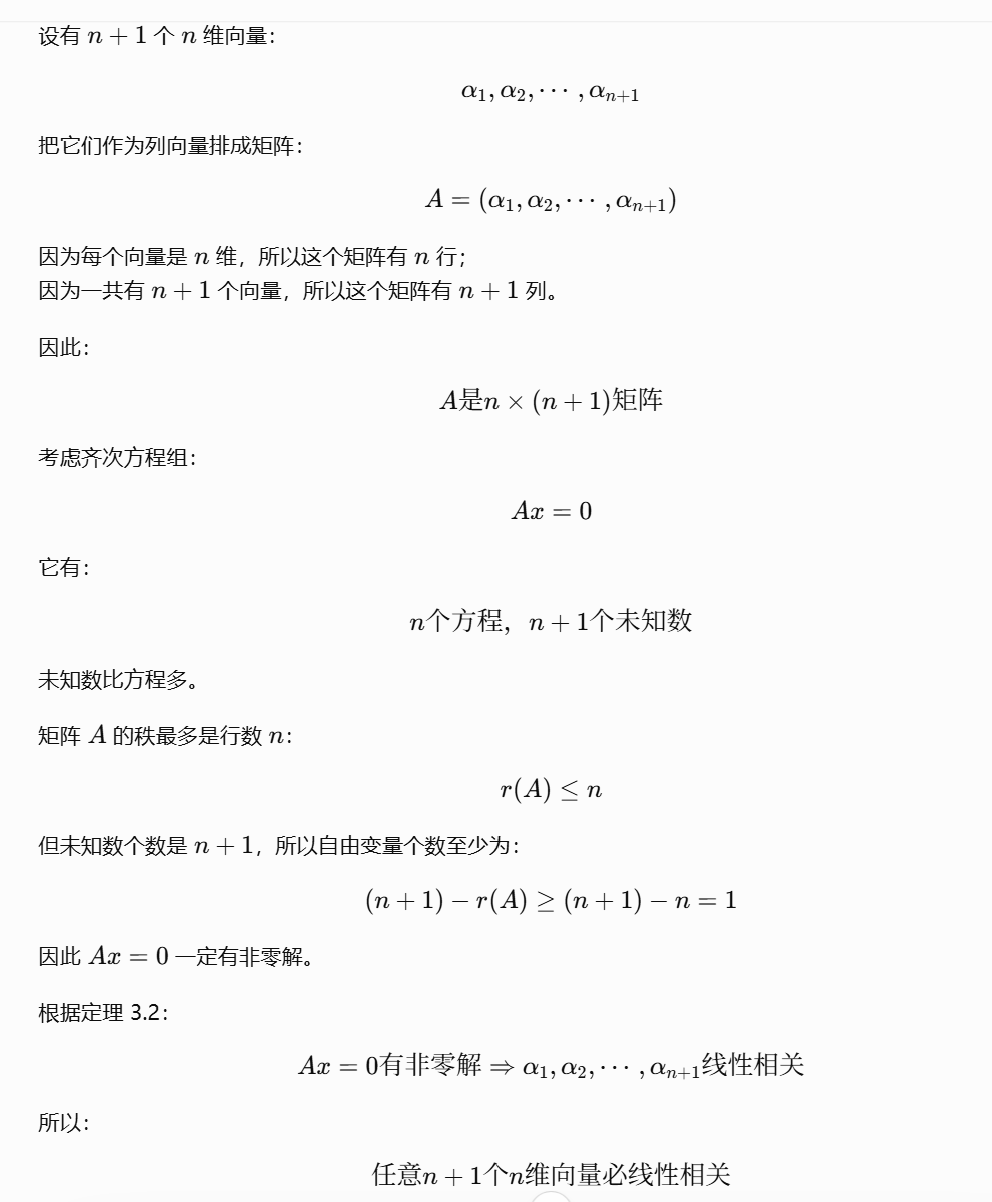 设有 n + 1 个 n 维向量：
α₁, α₂, ⋯ , αₙ₊₁
把它们作为列向量排成矩阵：
A = (α₁, α₂, ⋯ , αₙ₊₁)
因为每个向量是 n 维，所以这个矩阵有 n 行；
因为一共有 n + 1 个向量，所以这个矩阵有 n + 1 列。
因此：
A是n × (n + 1)矩阵
考虑齐次方程组：
Ax = 0
它有：
n个方程，n + 1个未知数
未知数比方程多。
矩阵 A 的秩最多是行数 n：
r(A) ≤ n
但未知数个数是 n + 1，所以自由变量个数至少为：
(n + 1) − r(A) ≥ (n + 1) − n = 1
因此 Ax = 0 一定有非零解。
根据定理 3.2：
Ax = 0有非零解 ⇒ α₁, α₂, ⋯ , αₙ₊₁线性相关
所以：
任意n + 1个n维向量必线性相关